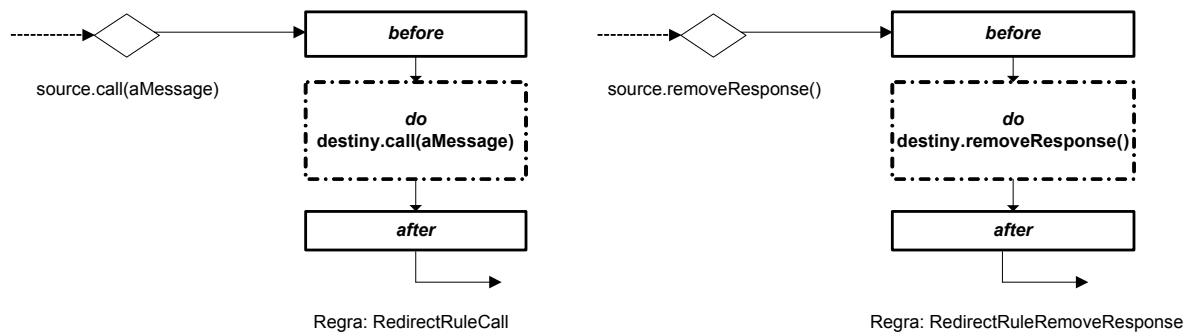 before
source.call(aMessage)
do
destiny.call(aMessage)
after
Regra: RedirectRuleCall
before
source.removeResponse()
do
destiny.removeResponse()
after
Regra: RedirectRuleRemoveResponse